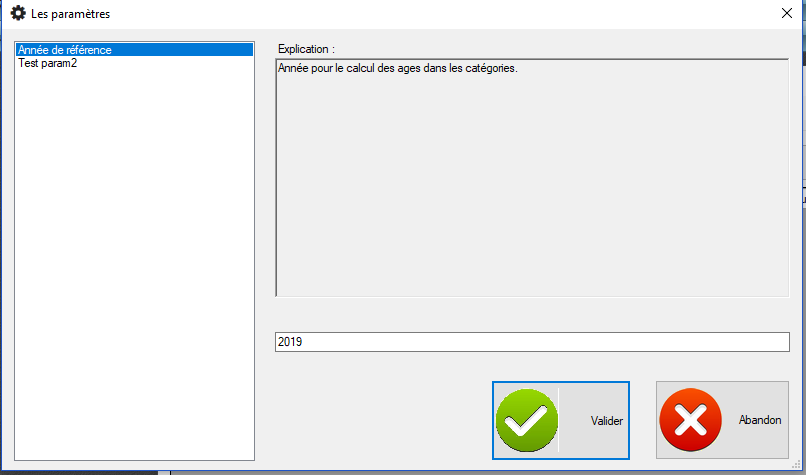 Les paramètres
Année de référence
Test param2
Explication :
Année pour le calcul des ages dans les catégories.
2019
Valider
Abandon